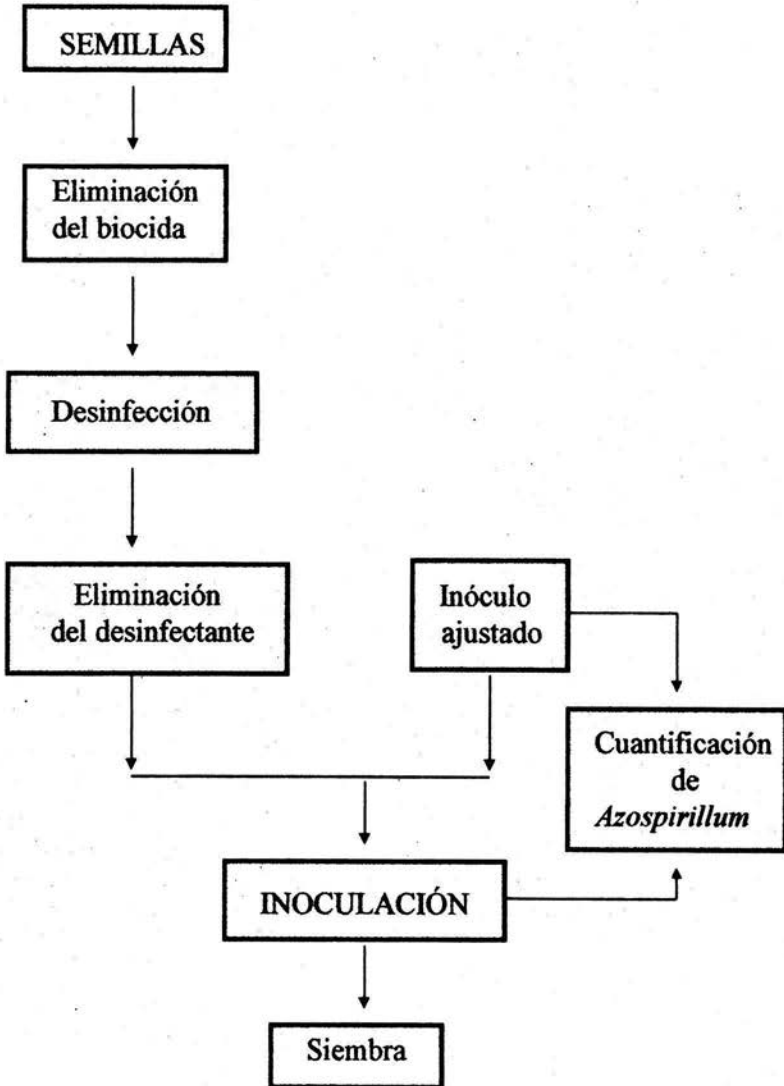 SEMILLAS
Eliminación
del biocida
Desinfección
Eliminación
del desinfectante
Inóculo
ajustado
Cuantificación
de
Azospirillum
INOCULACIÓN
Siembra